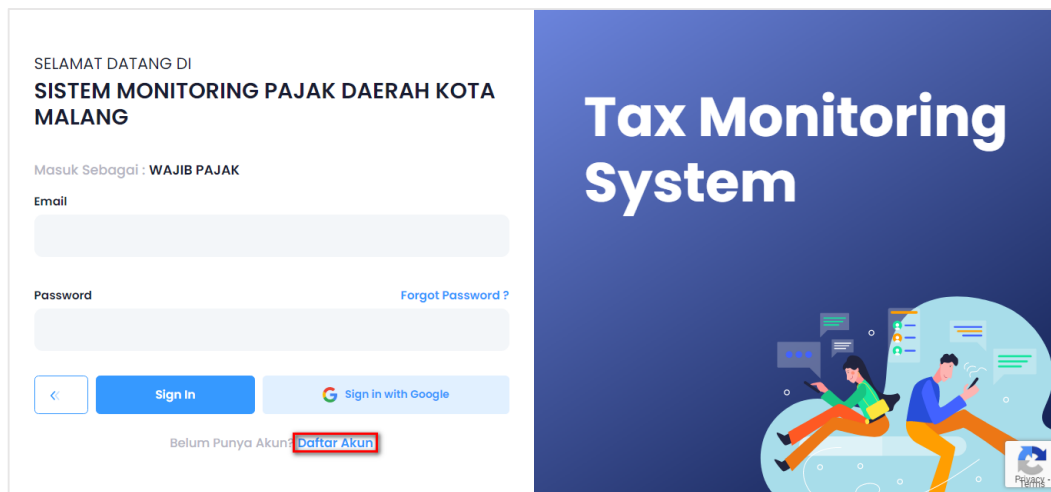 SELAMAT DATANG DI
SISTEM MONITORING PAJAK DAERAH KOTA
MALANG
Masuk Sebagai : WAJIB PAJAK
Email
Password
Forgot Password ?
«
Sign In
Sign in with Google
Belum Punya Akun? Daftar Akun
Tax Monitoring
System
Privacy -
Terms